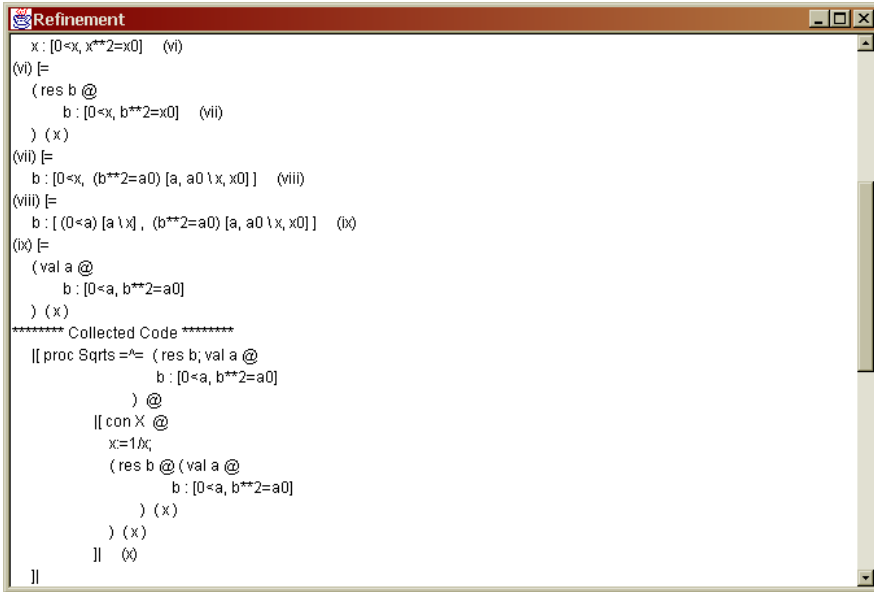 Refinement
x : [0<x, x**2=x0] (vi)
(vi) [=
( res b @
b : [0<x, b**2=x0] (vii)
) ( x )
(vii) [=
b : [0<x, (b**2=a0) [a, a0 \ x, x0] ] (viii)
(viii) [=
b : [ (0<a) [a \ x] , (b**2=a0) [a, a0 \ x, x0] ] (ix)
(ix) [=
( val a @
b : [0<a, b**2=a0]
) ( x )
******** Collected Code ********
|[ proc Sqrts =^= ( res b; val a @
b : [0<a, b**2=a0]
) @
|[ con X @
x:=1/x;
( res b @ ( val a @
b : [0<a, b**2=a0]
) ( x )
) ( x )
]| (x)
]|